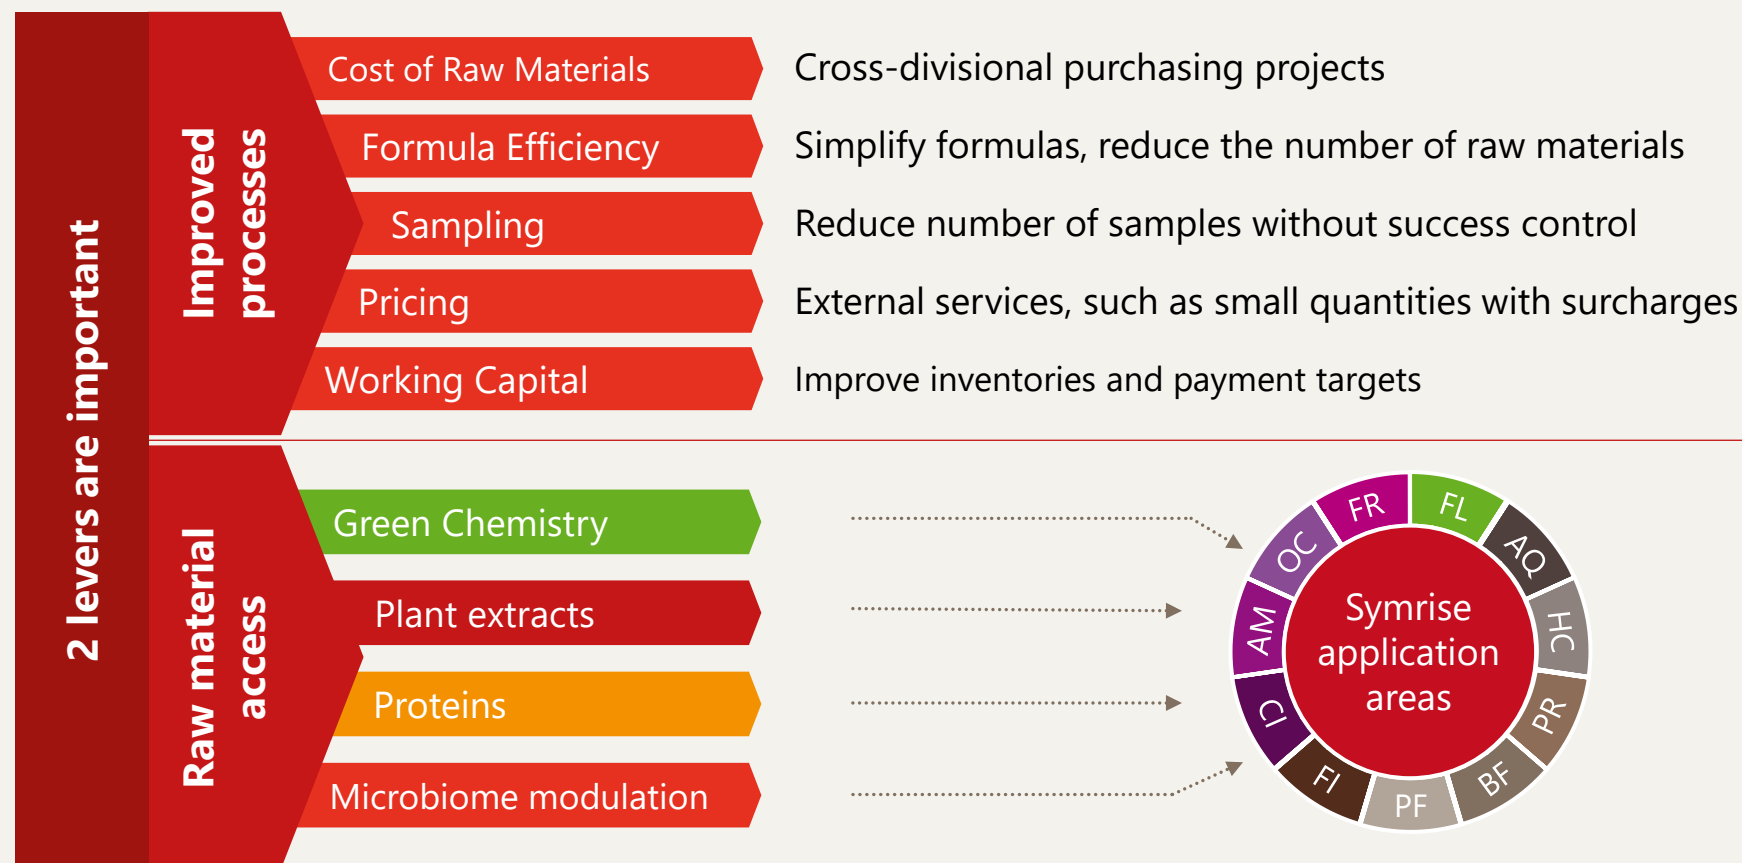 2 levers are important
Improved
processes
Cost of Raw Materials
Cross-divisional purchasing projects
Formula Efficiency
Simplify formulas, reduce the number of raw materials
Sampling
Reduce number of samples without success control
Pricing
External services, such as small quantities with surcharges
Working Capital
Improve inventories and payment targets
Raw material
access
Green Chemistry
Plant extracts
Proteins
Microbiome modulation
Symrise
application
areas
FL
AQ
HC
PR
BF
PF
FI
CI
AM
OC
FR